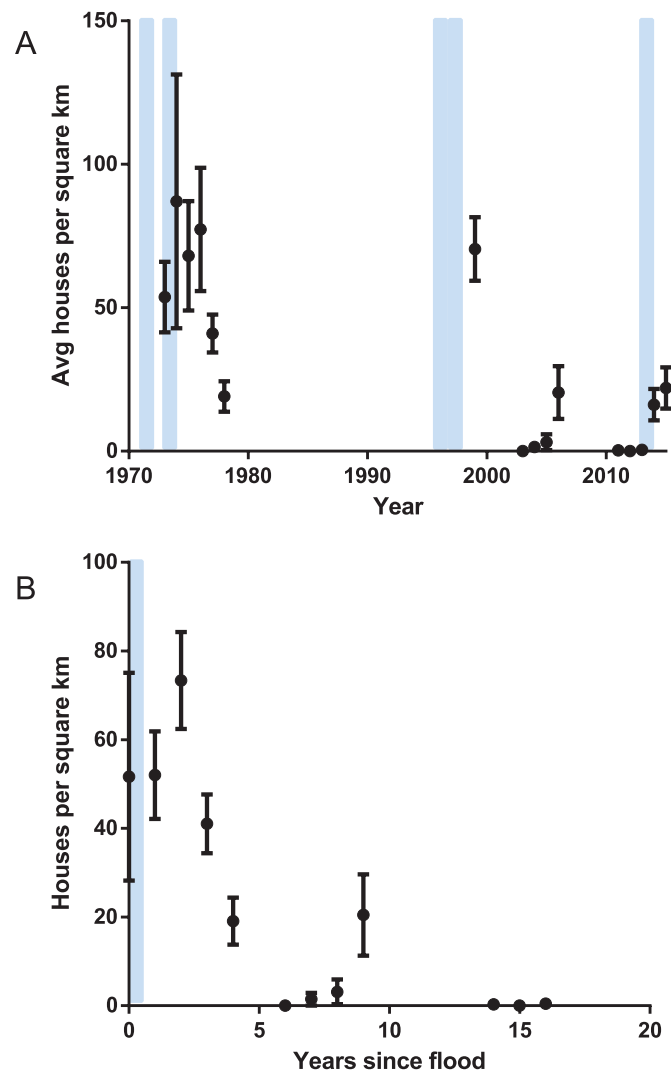 A
Avg houses per square km
150
100
50
0
1970 1980 1990 2000 2010
Year
B
Houses per square km
100
80
60
40
20
0
0 5 10 15 20
Years since flood